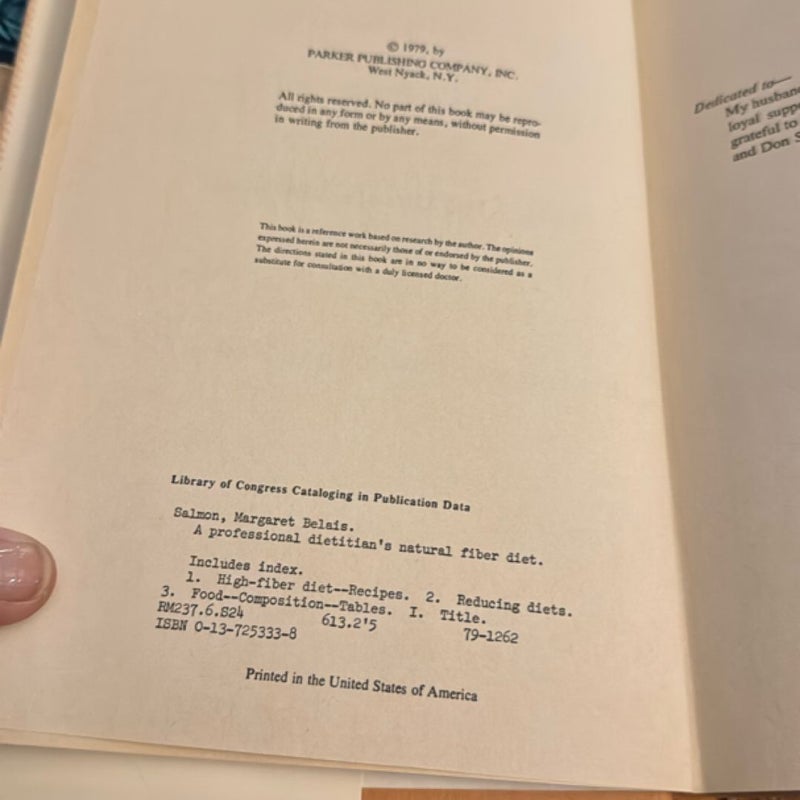 © 1979, by
PARKER PUBLISHING COMPANY, INC.
West Nyack, N.Y.
All rights reserved. No part of this book may be repro-
duced in any form or by any means, without permission
in writing from the publisher.
This book is a reference work based on research by the author. The opinions
expressed herein are not necessarily those of or endorsed by the publisher.
The directions stated in this book are in no way to be considered as a
substitute for consultation with a duly licensed doctor.
Library of Congress Cataloging in Publication Data
Salmon, Margaret Belais.
A professional dietitian's natural fiber diet.
Includes index.
1. High-fiber diet--Recipes. 2. Reducing diets.
3. Food--Composition--Tables. I. Title.
RM237.6.S24 613.2'5 79-1262
ISBN 0-13-725333-8
Printed in the United States of America
Dedicated to—
My husban
loyal supp
grateful to
and Don S